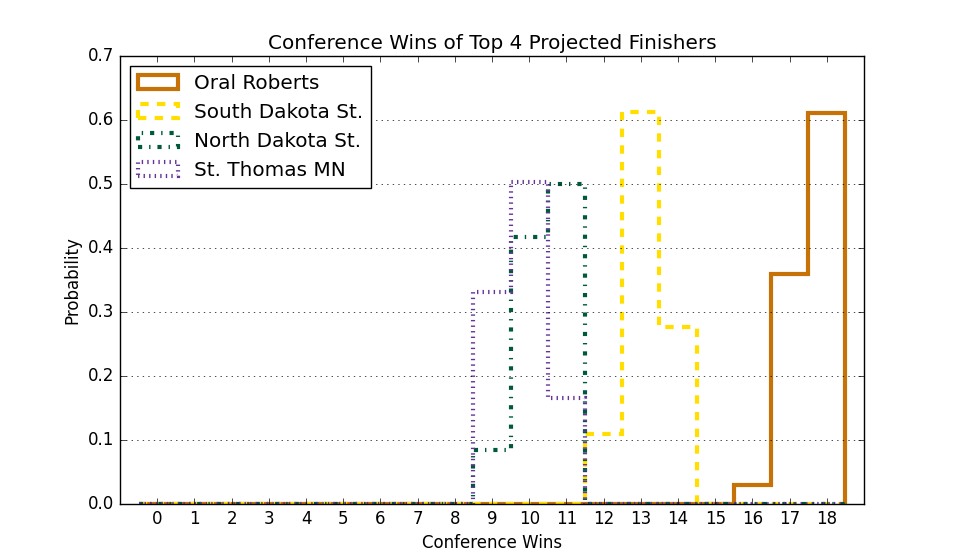 Conference Wins of Top 4 Projected Finishers
0.7
0.6
0.5
0.4
0.3
0.2
0.1
0.0
Probability
Oral Roberts
South Dakota St.
North Dakota St.
St. Thomas MN
0 1 2 3 4 5 6 7 8 9 10 11 12 13 14 15 16 17 18
Conference Wins